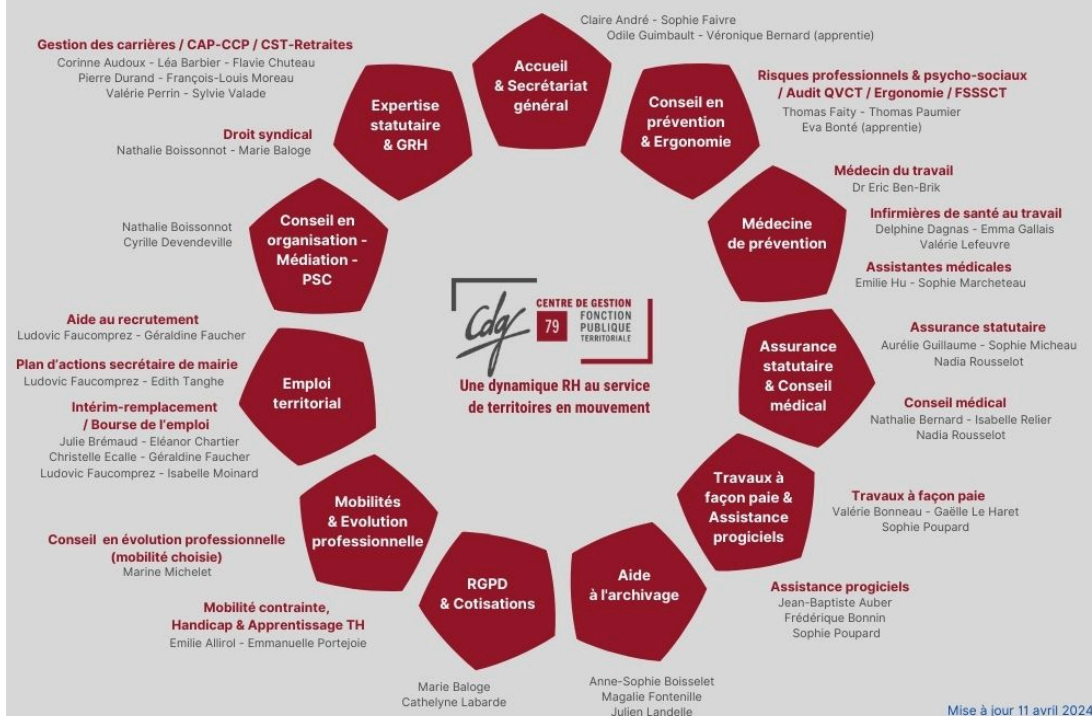 Claire André - Sophie Faivre
Odile Guimbault - Véronique Bernard (apprentie)
Accueil
& Secrétariat
général
Risques professionnels & psycho-sociaux
/ Audit QVCT / Ergonomie / FSSSCT
Thomas Faity - Thomas Paumier
Eva Bonté (apprentie)
Conseil en
prévention
& Ergonomie
Médecin du travail
Dr Eric Ben-Brik
Infirmières de santé au travail
Delphine Dagnas - Emma Gallais
Valérie Lefeuvre
Assistantes médicales
Emilie Hu - Sophie Marcheteau
Médecine
de prévention
Assurance statutaire
Aurélie Guillaume - Sophie Micheau
Nadia Rousselot
Conseil médical
Nathalie Bernard - Isabelle Relier
Nadia Rousselot
Assurance
statutaire
& Conseil
médical
Travaux à façon paie
Valérie Bonneau - Gaëlle Le Haret
Sophie Poupard
Assistance progiciels
Jean-Baptiste Auber
Frédérique Bonnin
Sophie Poupard
Travaux à
façon paie &
Assistance
progiciels
Aide
à l'archivage
Anne-Sophie Boisselet
Magalie Fontenille
Julien Landelle
RGPD
& Cotisations
Marie Baloge
Cathelyne Labarde
Mobilités
& Evolution
professionnelle
Conseil en évolution professionnelle
(mobilité choisie)
Marine Michelet
Mobilité contrainte,
Handicap & Apprentissage TH
Emilie Allirol - Emmanuelle Portejoie
Emploi
territorial
Aide au recrutement
Ludovic Faucomprez - Géraldine Faucher
Plan d'actions secrétaire de mairie
Ludovic Faucomprez - Edith Tanghe
Intérim-remplacement
/ Bourse de l'emploi
Julie Brémaud - Eléanor Chartier
Christelle Ecalle - Géraldine Faucher
Ludovic Faucomprez - Isabelle Moinard
Conseil en
organisation -
Médiation -
PSC
Nathalie Boissonnot
Cyrille Devendeville
Expertise
statutaire
& GRH
Gestion des carrières / CAP-CCP / CST-Retraites
Corinne Audoux - Léa Barbier - Flavie Chuteau
Pierre Durand - François-Louis Moreau
Valérie Perrin - Sylvie Valade
Droit syndical
Nathalie Boissonnot - Marie Baloge
Cdg
79
CENTRE DE GESTION
FONCTION
PUBLIQUE
TERRITORIALE
Une dynamique RH au service
de territoires en mouvement
Mise à jour 11 avril 2024